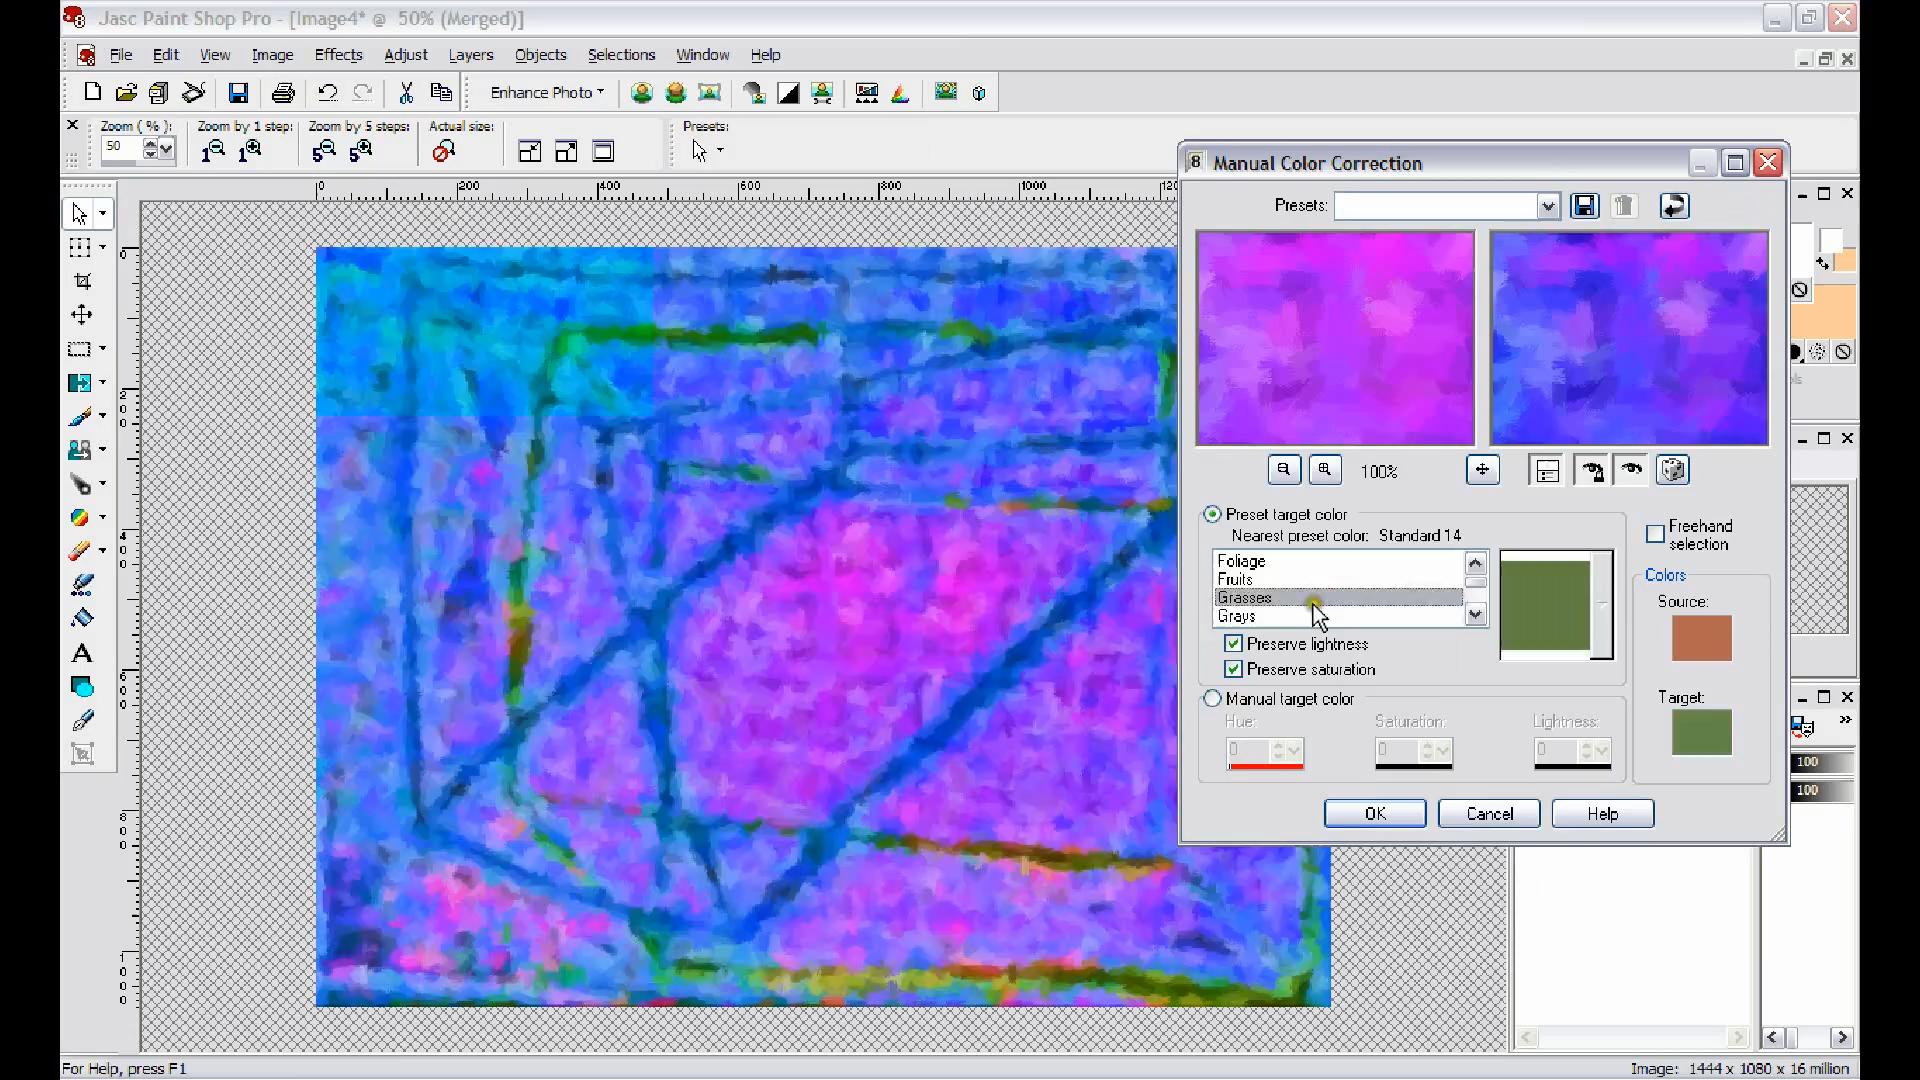 Jasc Paint Shop Pro - [Image4* @ 50% (Merged)]
File Edit View Image Effects Adjust Layers Objects Selections Window Help
Enhance Photo
Zoom ( % ): Zoom by 1 step: Zoom by 5 steps: Actual size: Presets:
50
0 200 400 600 800 1000
Manual Color Correction
Presets:
100%
Preset target color
Nearest preset color: Standard 14
Foliage
Fruits
Grasses
Grays
Preserve lightness
Preserve saturation
Freehand
selection
Colors
Source:
Target:
Manual target color
Hue: Saturation: Lightness:
0 0 0
OK Cancel Help
100
100
For Help, press F1
Image: 1444 x 1080 x 16 million